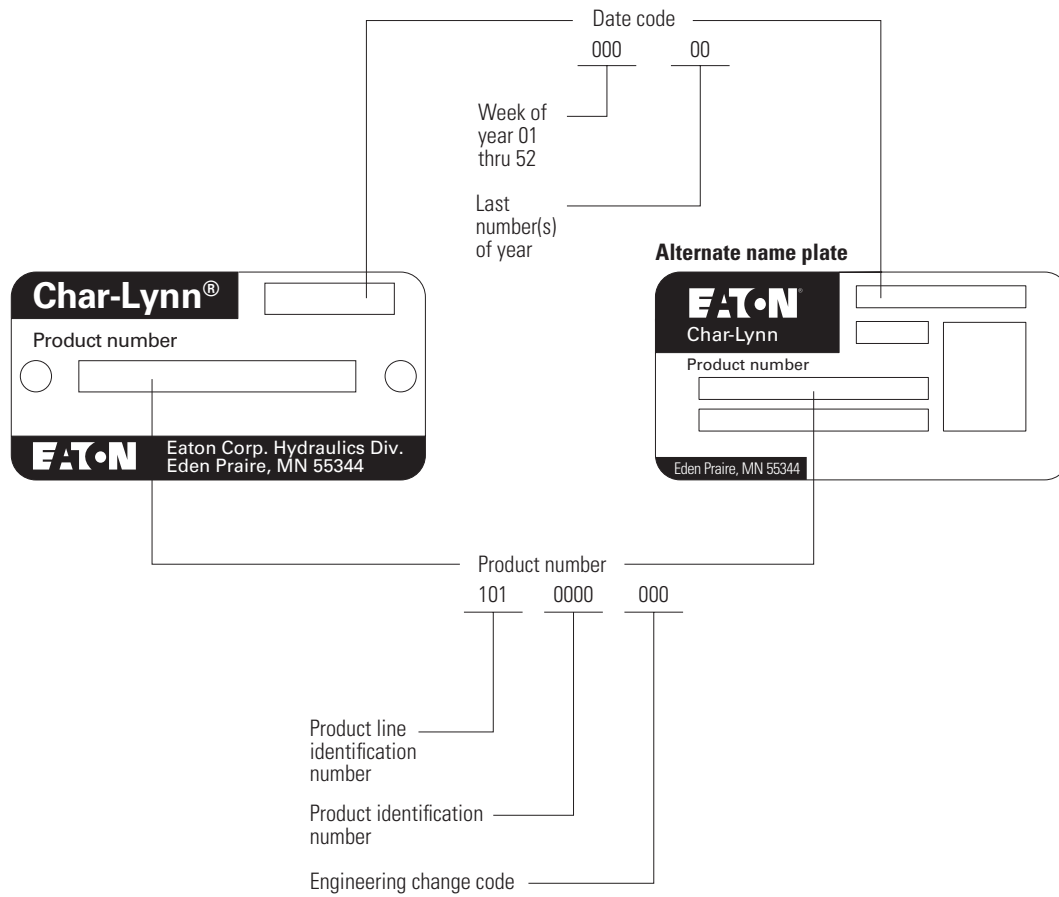 Date code
000 00
Week of
year 01
thru 52
Last
number(s)
of year
Alternate name plate
Char-Lynn®
Product number
EATON
Eaton Corp. Hydraulics Div.
Eden Praire, MN 55344
EATON®
Char-Lynn
Product number
Eden Praire, MN 55344
Product number
101 0000 000
Product line
identification
number
Product identification
number
Engineering change code